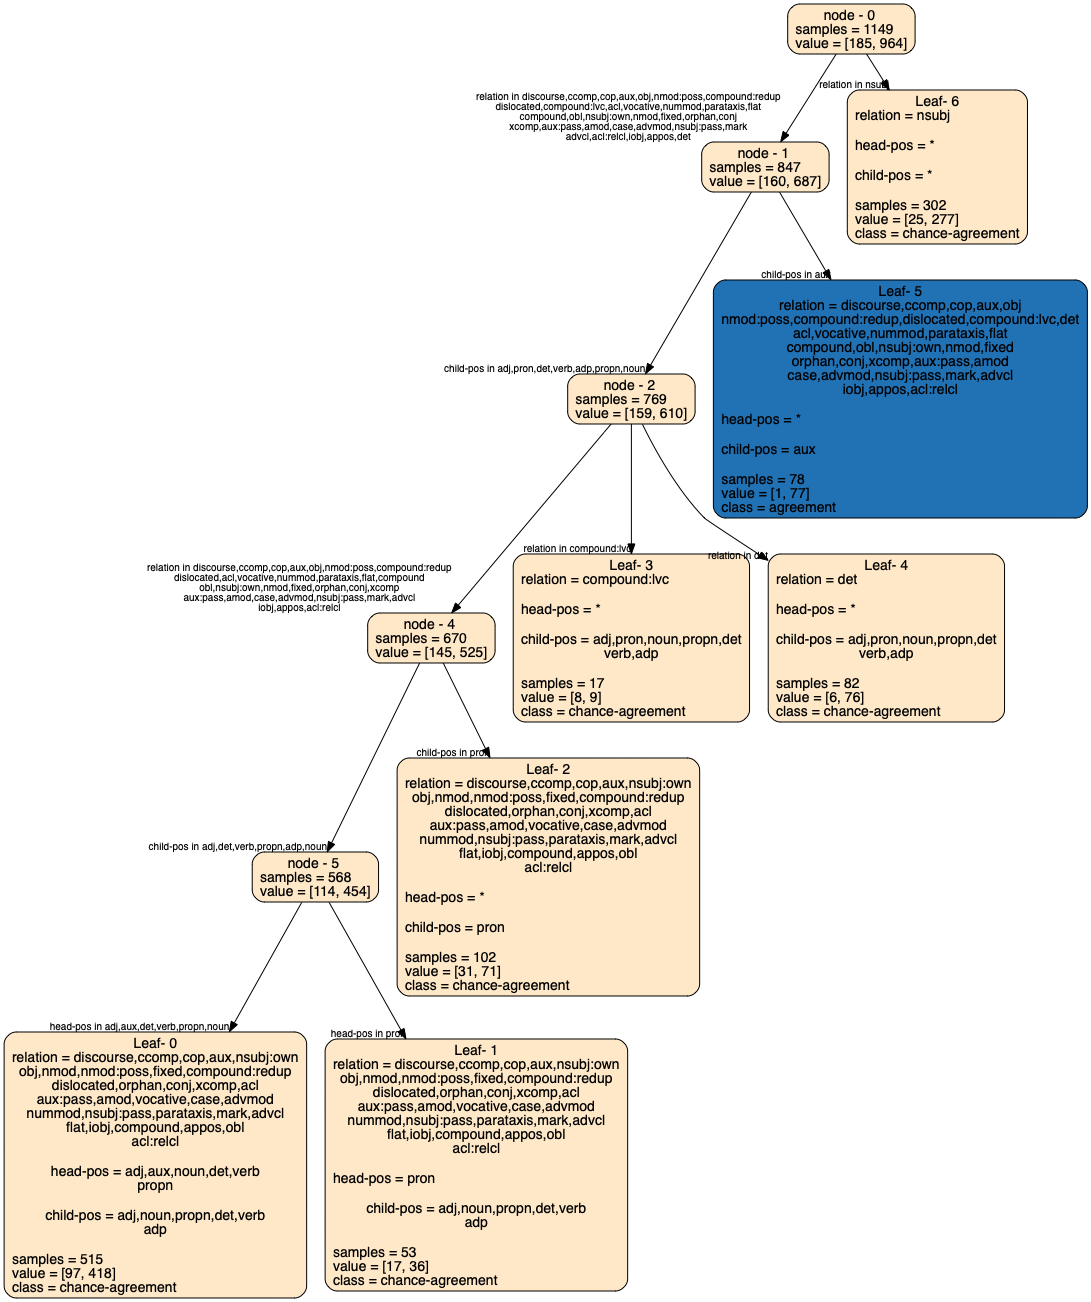 node - 0
samples = 1149
value = [185, 964]
relation in discourse,ccomp,cop,aux,obj,nmod:poss,compound:redup
dislocated,compound:lvc,acl,vocative,nummod,parataxis,flat
compound,obl,nsubj:own,nmod,fixed,orphan,conj
xcomp,aux:pass,amod,case,advmod,nsubj:pass,mark
advcl,acl:relcl,iobj,appos,det
relation in nsubj
Leaf- 6
relation = nsubj
head-pos = *
child-pos = *
samples = 302
value = [25, 277]
class = chance-agreement
node - 1
samples = 847
value = [160, 687]
child-pos in aux
Leaf- 5
relation = discourse,ccomp,cop,aux,obj
nmod:poss,compound:redup,dislocated,compound:lvc,det
acl,vocative,nummod,parataxis,flat
compound,obl,nsubj:own,nmod,fixed
orphan,conj,xcomp,aux:pass,amod
case,advmod,nsubj:pass,mark,advcl
iobj,appos,acl:relcl
head-pos = *
child-pos = aux
samples = 78
value = [1, 77]
class = agreement
child-pos in adj,pron,det,verb,adp,propn,noun
node - 2
samples = 769
value = [159, 610]
relation in discourse,ccomp,cop,aux,obj,nmod:poss,compound:redup
dislocated,acl,vocative,nummod,parataxis,flat,compound
obl,nsubj:own,nmod,fixed,orphan,conj,xcomp
aux:pass,amod,case,advmod,nsubj:pass,mark,advcl
iobj,appos,acl:relcl
relation in compound:lvc
Leaf- 3
relation = compound:lvc
head-pos = *
child-pos = adj,pron,noun,propn,det
verb,adp
samples = 17
value = [8, 9]
class = chance-agreement
relation in det
Leaf- 4
relation = det
head-pos = *
child-pos = adj,pron,noun,propn,det
verb,adp
samples = 82
value = [6, 76]
class = chance-agreement
node - 4
samples = 670
value = [145, 525]
child-pos in pron
Leaf- 2
relation = discourse,ccomp,cop,aux,nsubj:own
obj,nmod,nmod:poss,fixed,compound:redup
dislocated,orphan,conj,xcomp,acl
aux:pass,amod,vocative,case,advmod
nummod,nsubj:pass,parataxis,mark,advcl
flat,iobj,compound,appos,obl
acl:relcl
head-pos = *
child-pos = pron
samples = 102
value = [31, 71]
class = chance-agreement
child-pos in adj,det,verb,propn,adp,noun
node - 5
samples = 568
value = [114, 454]
head-pos in adj,aux,det,verb,propn,noun
Leaf- 0
relation = discourse,ccomp,cop,aux,nsubj:own
obj,nmod,nmod:poss,fixed,compound:redup
dislocated,orphan,conj,xcomp,acl
aux:pass,amod,vocative,case,advmod
nummod,nsubj:pass,parataxis,mark,advcl
flat,iobj,compound,appos,obl
acl:relcl
head-pos = adj,aux,noun,det,verb
propn
child-pos = adj,noun,propn,det,verb
adp
samples = 515
value = [97, 418]
class = chance-agreement
head-pos in pron
Leaf- 1
relation = discourse,ccomp,cop,aux,nsubj:own
obj,nmod,nmod:poss,fixed,compound:redup
dislocated,orphan,conj,xcomp,acl
aux:pass,amod,vocative,case,advmod
nummod,nsubj:pass,parataxis,mark,advcl
flat,iobj,compound,appos,obl
acl:relcl
head-pos = pron
child-pos = adj,noun,propn,det,verb
adp
samples = 53
value = [17, 36]
class = chance-agreement